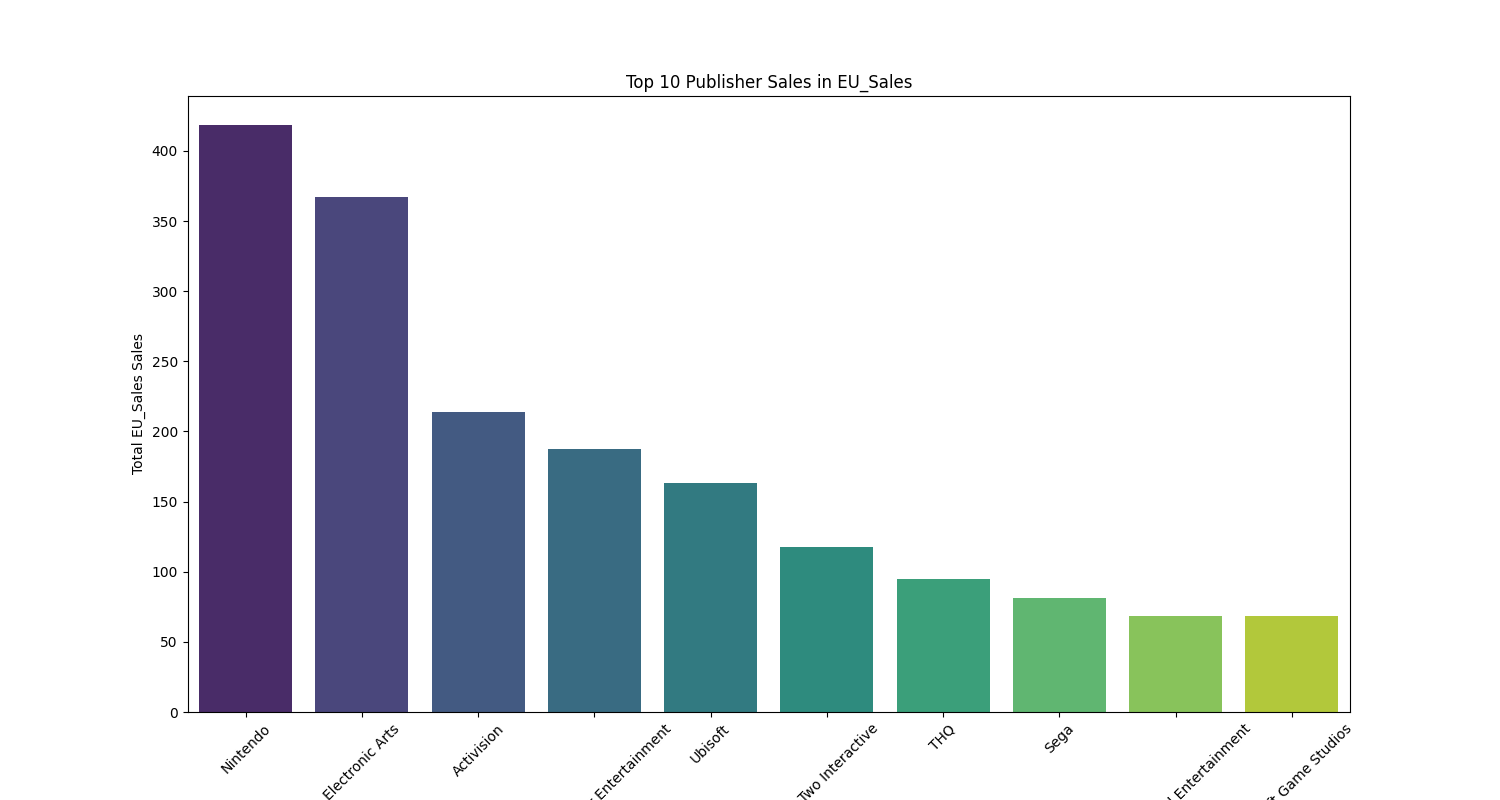 Top 10 Publisher Sales in EU_Sales
Total EU_Sales Sales
400
350
300
250
200
150
100
50
0
Nintendo
Electronic Arts
Activision
Entertainment
Ubisoft
Two Interactive
THQ
Sega
Entertainment
Game Studios